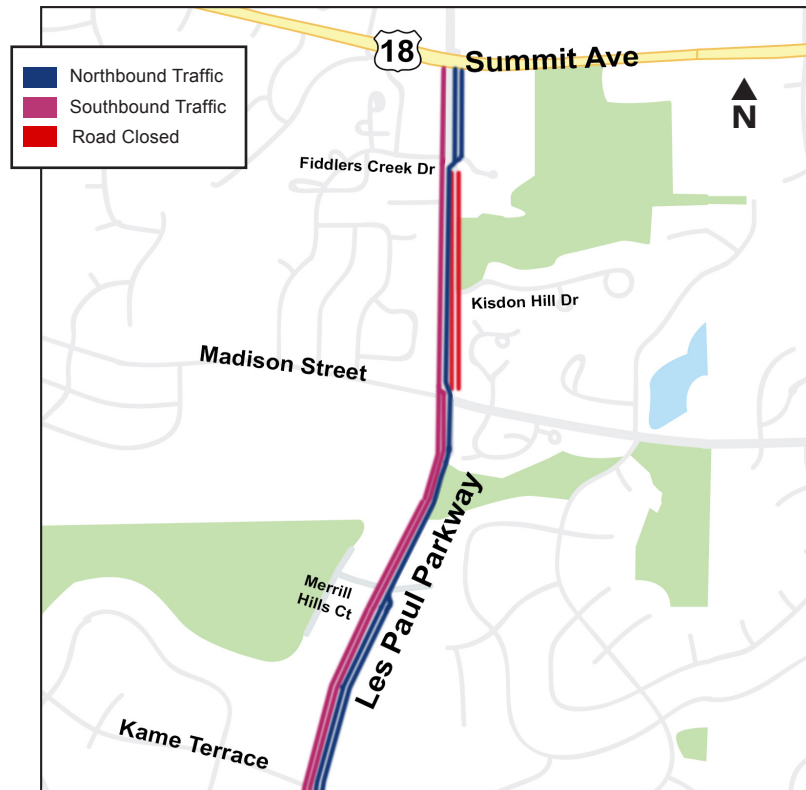 18
Summit Ave
Northbound Traffic
Southbound Traffic
Road Closed
N
Fiddlers Creek Dr
Kisdon Hill Dr
Madison Street
Les Paul Parkway
Merrill
Hills Ct
Kame Terrace